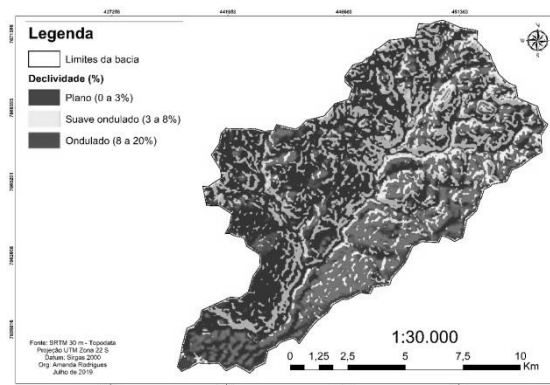 Legenda
Limites da bacia
Declividade (%)
Plano (0 a 3%)
Suave ondulado (3 a 8%)
Ondulado (8 a 20%)
Fonte: SRTM 30 m - Topodata
Projeção UTM Zona 22 S
Datum: Sirgas 2000
Org: Amanda Rodrigues
Julho de 2019
1:30.000
0 1,25 2,5 5 7,5 10
Km